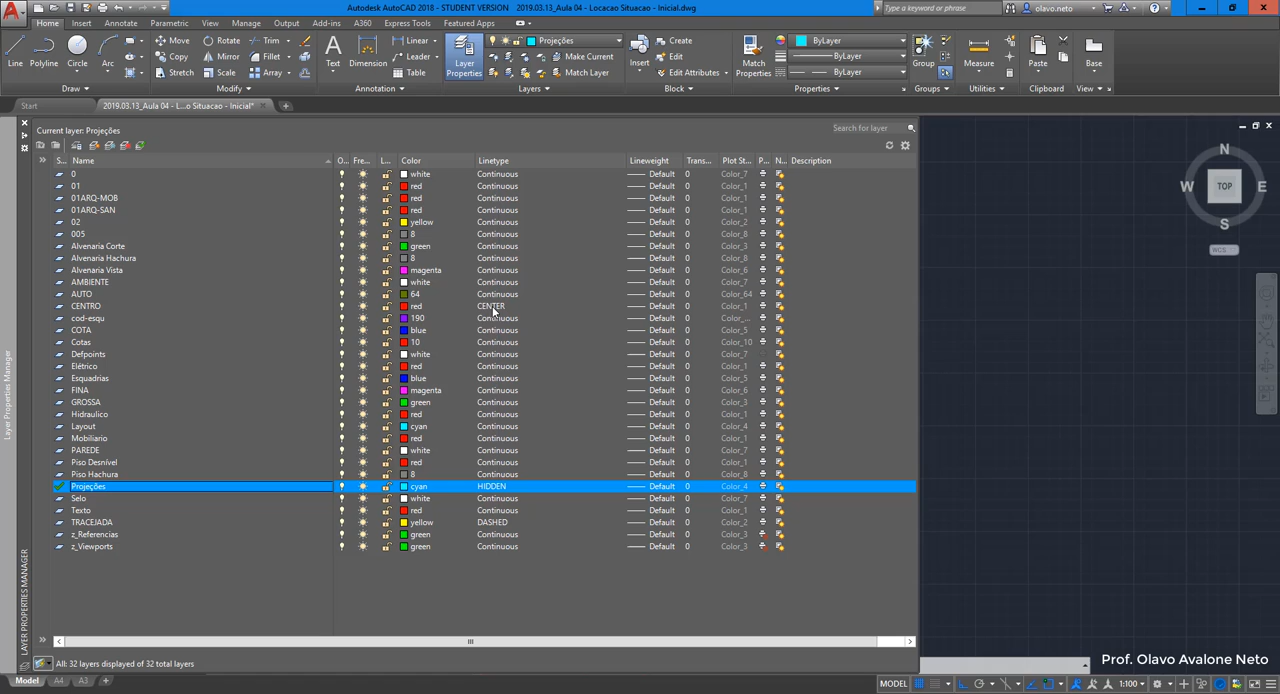 Autodesk AutoCAD 2018 - STUDENT VERSION 2019.03.13_Aula 04 - Locacao Situacao - Inicial.dwg
Type a keyword or phrase
olavo.neto
Home Insert Annotate Parametric View Manage Output Add-ins A360 Express Tools Featured Apps
Line Polyline Circle Arc
Move Rotate Trim
Copy Mirror Fillet
Stretch Scale Array
Text Dimension
Linear
Leader
Table
Layer Properties
Projeções
Make Current
Match Layer
Insert
Create
Edit
Edit Attributes
Match Properties
ByLayer
ByLayer
ByLayer
Group
Measure
Paste
Base
Draw Modify Annotation Layers Block Properties Groups Utilities Clipboard View
Start 2019.03.13_Aula 04 - L...o Situacao - Inicial*
Current layer: Projeções
Search for layer
S... Name O... Fre... L... Color Linetype Lineweight Trans... Plot St... P... N... Description
0 white Continuous Default 0 Color_7
01 red Continuous Default 0 Color_1
01ARQ-MOB red Continuous Default 0 Color_1
01ARQ-SAN red Continuous Default 0 Color_1
02 yellow Continuous Default 0 Color_2
005 8 Continuous Default 0 Color_8
Alvenaria Corte green Continuous Default 0 Color_3
Alvenaria Hachura 8 Continuous Default 0 Color_8
Alvenaria Vista magenta Continuous Default 0 Color_6
AMBIENTE white Continuous Default 0 Color_7
AUTO 64 Continuous Default 0 Color_64
CENTRO red CENTER Default 0 Color_1
cod-esqu 190 Continuous Default 0 Color_...
COTA blue Continuous Default 0 Color_5
Cotas 10 Continuous Default 0 Color_10
Defpoints white Continuous Default 0 Color_7
Elétrico red Continuous Default 0 Color_1
Esquadrias blue Continuous Default 0 Color_5
FINA magenta Continuous Default 0 Color_6
GROSSA green Continuous Default 0 Color_3
Hidraulico red Continuous Default 0 Color_1
Layout cyan Continuous Default 0 Color_4
Mobiliario red Continuous Default 0 Color_1
PAREDE white Continuous Default 0 Color_7
Piso Desnível red Continuous Default 0 Color_1
Piso Hachura 8 Continuous Default 0 Color_8
Projeções cyan HIDDEN Default 0 Color_4
Selo white Continuous Default 0 Color_7
Texto red Continuous Default 0 Color_1
TRACEJADA yellow DASHED Default 0 Color_2
z_Referencias green Continuous Default 0 Color_3
z_Viewports green Continuous Default 0 Color_3
All: 32 layers displayed of 32 total layers
Layer Properties Manager
LAYER PROPERTIES MANAGER
N
W TOP E
S
WCS
Prof. Olavo Avalone Neto
Model A4 A3
MODEL 1:100